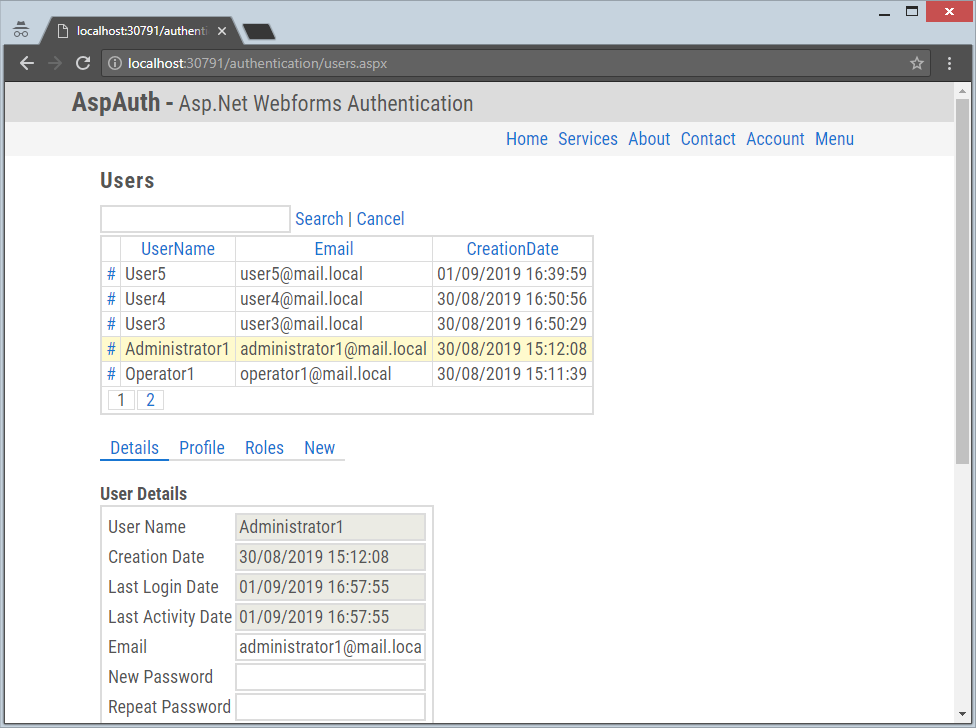 localhost:30791/authenti
localhost:30791/authentication/users.aspx
AspAuth - Asp.Net Webforms Authentication
Home Services About Contact Account Menu
Users
Search | Cancel
UserName Email CreationDate
# User5 user5@mail.local 01/09/2019 16:39:59
# User4 user4@mail.local 30/08/2019 16:50:56
# User3 user3@mail.local 30/08/2019 16:50:29
# Administrator1 administrator1@mail.local 30/08/2019 15:12:08
# Operator1 operator1@mail.local 30/08/2019 15:11:39
1 2
Details Profile Roles New
User Details
User Name Administrator1
Creation Date 30/08/2019 15:12:08
Last Login Date 01/09/2019 16:57:55
Last Activity Date 01/09/2019 16:57:55
Email administrator1@mail.loca
New Password
Repeat Password